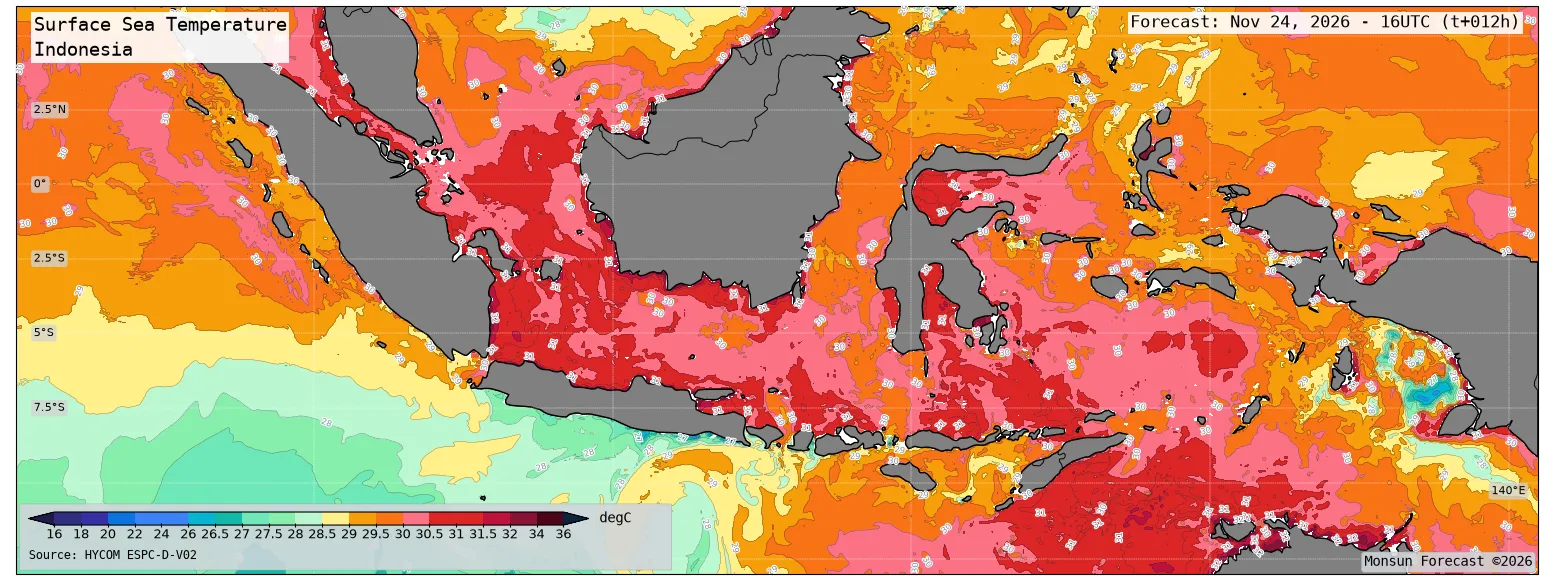 Surface Sea Temperature
Indonesia
Forecast: Nov 24, 2026 - 16UTC (t+012h)
2.5°N
0°
2.5°S
5°S
7.5°S
140°E
degC
16 18 20 22 24 26 26.5 27 27.5 28 28.5 29 29.5 30 30.5 31 31.5 32 34 36
Source: HYCOM ESPC-D-V02
Monsun Forecast ©2026